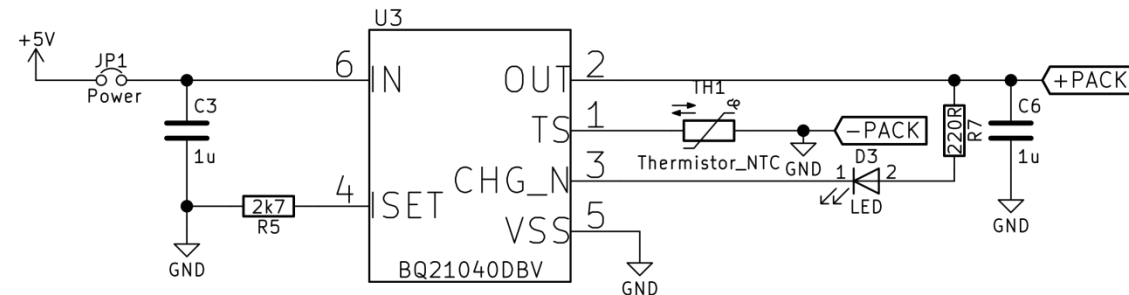 U3
+5V
JP1
Power
6
IN
OUT
2
TH1
+PACK
C3
1u
TS
1
-PACK
GND
220R
R7
C6
1u
Thermistor_NTC
D3
CHG_N
3
1
2
LED
4
ISET
2k7
R5
GND
VSS
5
GND
GND
BQ21040DBV